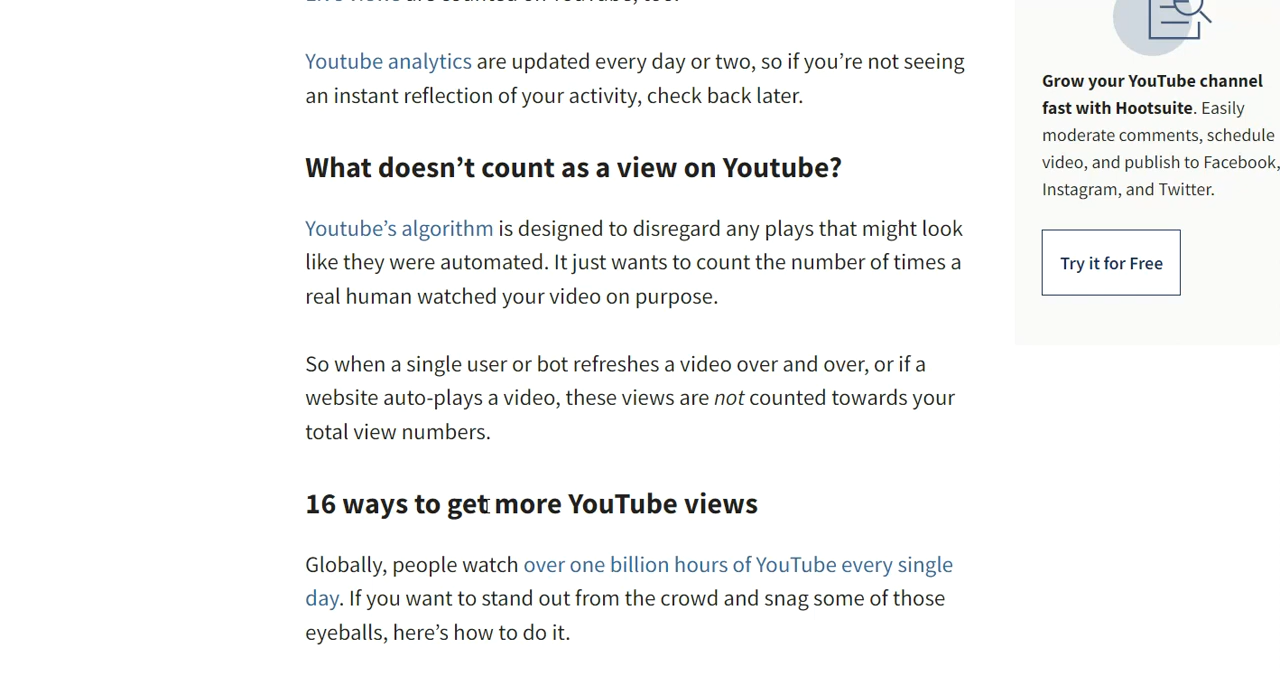 Live views are counted on YouTube, too.
Youtube analytics are updated every day or two, so if you’re not seeing
an instant reflection of your activity, check back later.
What doesn’t count as a view on Youtube?
Youtube’s algorithm is designed to disregard any plays that might look
like they were automated. It just wants to count the number of times a
real human watched your video on purpose.
So when a single user or bot refreshes a video over and over, or if a
website auto-plays a video, these views are not counted towards your
total view numbers.
16 ways to get more YouTube views
Globally, people watch over one billion hours of YouTube every single
day. If you want to stand out from the crowd and snag some of those
eyeballs, here’s how to do it.
Grow your YouTube channel
fast with Hootsuite. Easily
moderate comments, schedule
video, and publish to Facebook,
Instagram, and Twitter.
Try it for Free